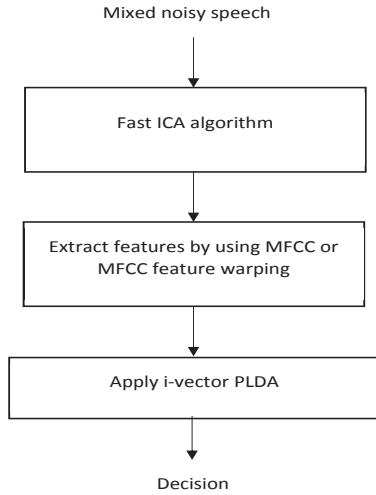 Mixed noisy speech
Fast ICA algorithm
Extract features by using MFCC or
MFCC feature warping
Apply i-vector PLDA
Decision